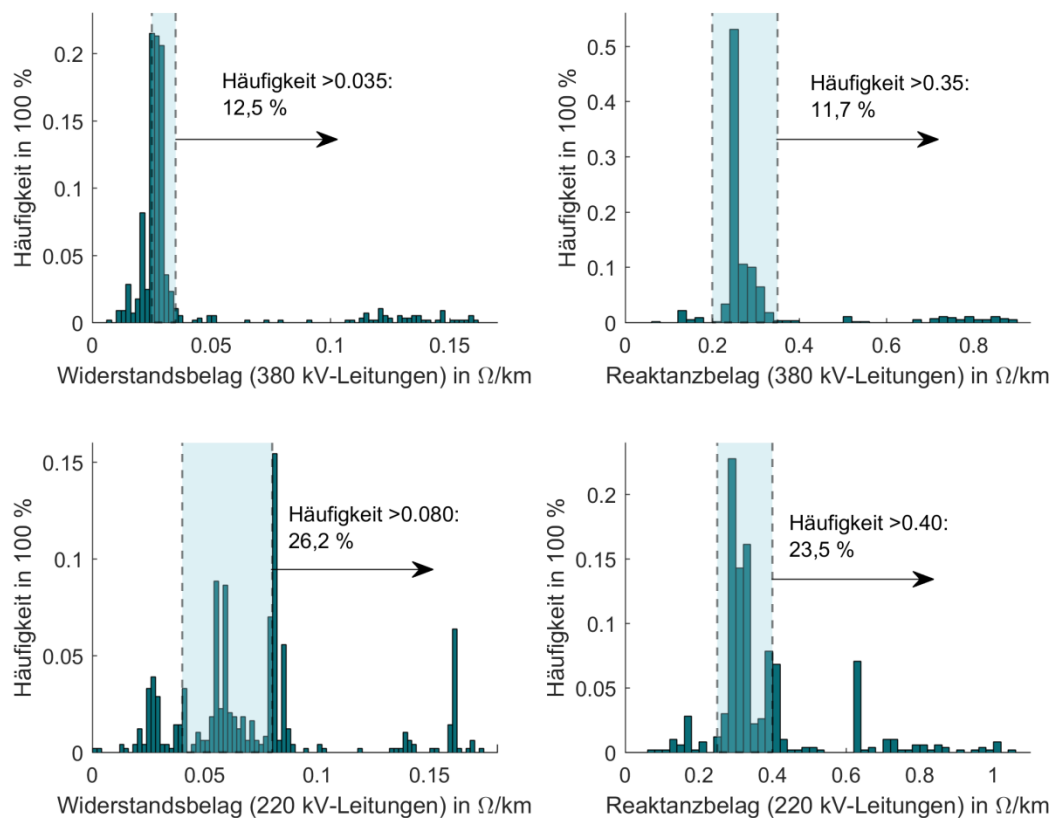 Häufigkeit in 100 %
0.2
0.15
0.1
0.05
0
Häufigkeit >0.035:
12,5 %
0 0.05 0.1 0.15
Widerstandsbelag (380 kV-Leitungen) in Ω/km
Häufigkeit in 100 %
0.5
0.4
0.3
0.2
0.1
0
Häufigkeit >0.35:
11,7 %
0 0.2 0.4 0.6 0.8
Reaktanzbelag (380 kV-Leitungen) in Ω/km
Häufigkeit in 100 %
0.15
0.1
0.05
0
Häufigkeit >0.080:
26,2 %
0 0.05 0.1 0.15
Widerstandsbelag (220 kV-Leitungen) in Ω/km
Häufigkeit in 100 %
0.2
0.15
0.1
0.05
0
Häufigkeit >0.40:
23,5 %
0 0.2 0.4 0.6 0.8 1
Reaktanzbelag (220 kV-Leitungen) in Ω/km